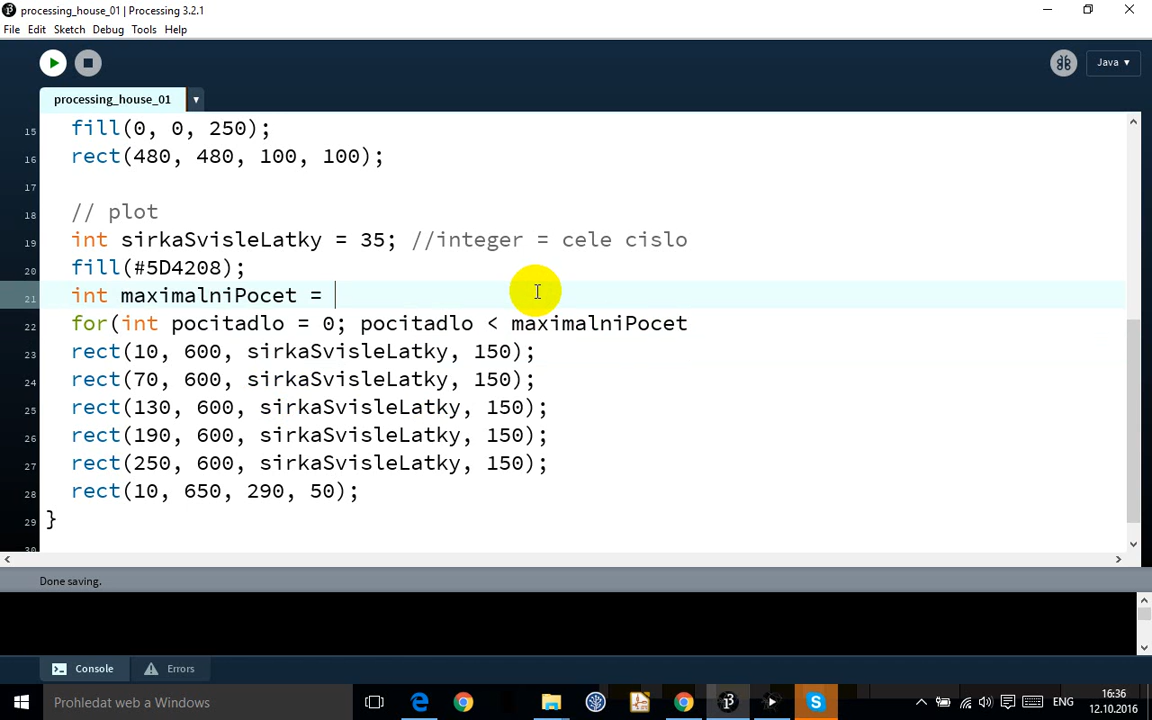 processing_house_01 | Processing 3.2.1
File Edit Sketch Debug Tools Help
Java ▼
processing_house_01 ▼
15 fill(0, 0, 250);
16 rect(480, 480, 100, 100);
17
18 // plot
19 int sirkaSvisleLatky = 35; //integer = cele cislo
20 fill(#5D4208);
21 int maximalniPocet =
22 for(int pocitadlo = 0; pocitadlo < maximalniPocet
23 rect(10, 600, sirkaSvisleLatky, 150);
24 rect(70, 600, sirkaSvisleLatky, 150);
25 rect(130, 600, sirkaSvisleLatky, 150);
26 rect(190, 600, sirkaSvisleLatky, 150);
27 rect(250, 600, sirkaSvisleLatky, 150);
28 rect(10, 650, 290, 50);
29 }
30
Done saving.
Console Errors
Prohledat web a Windows
ENG
16:36
12.10.2016